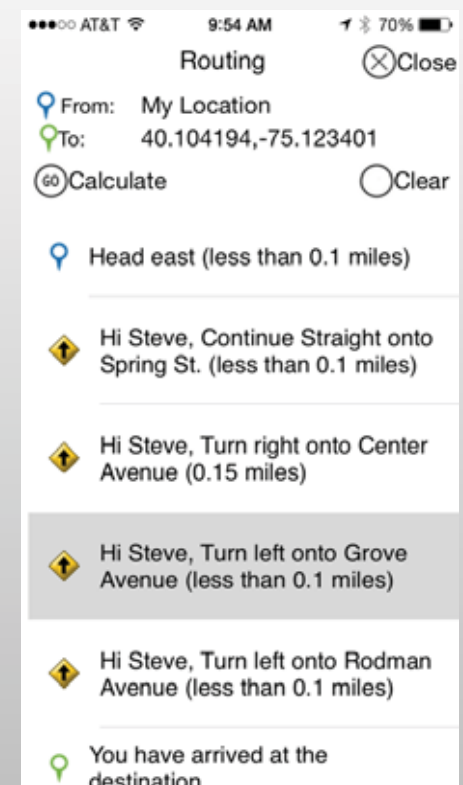 AT&T 9:54 AM 70%
Routing Close
From: My Location
To: 40.104194,-75.123401
GO Calculate Clear
Head east (less than 0.1 miles)
Hi Steve, Continue Straight onto
Spring St. (less than 0.1 miles)
Hi Steve, Turn right onto Center
Avenue (0.15 miles)
Hi Steve, Turn left onto Grove
Avenue (less than 0.1 miles)
Hi Steve, Turn left onto Rodman
Avenue (less than 0.1 miles)
You have arrived at the
destination